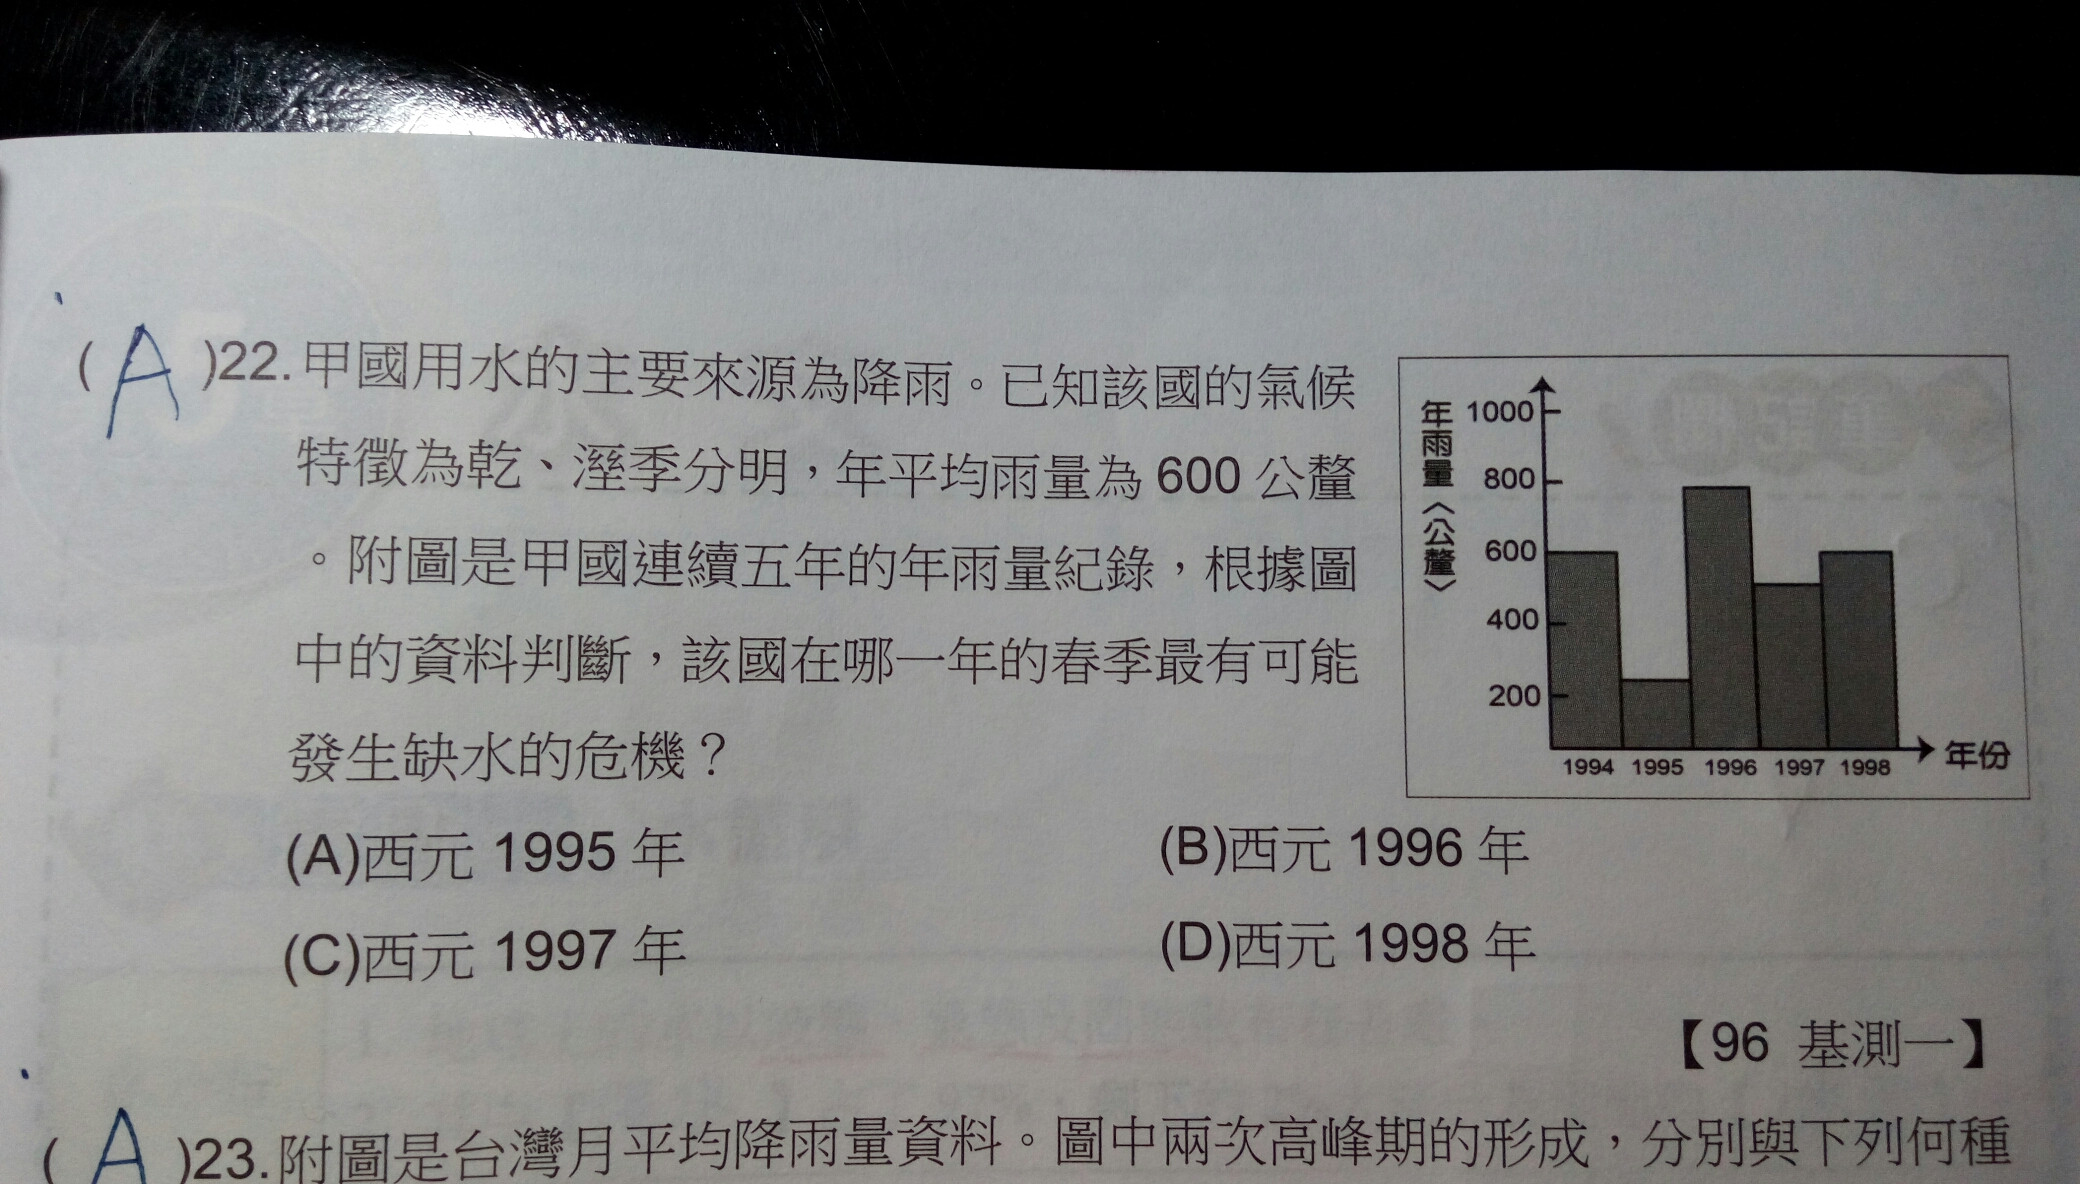 (A)22.甲國用水的主要來源為降雨。已知該國的氣候
特徵為乾、溼季分明，年平均雨量為 600 公釐
。附圖是甲國連續五年的年雨量紀錄，根據圖
中的資料判斷，該國在哪一年的春季最有可能
發生缺水的危機？
年雨量〈公釐〉
1000
800
600
400
200
1994 1995 1996 1997 1998 年份
(A)西元 1995 年 (B)西元 1996 年
(C)西元 1997 年 (D)西元 1998 年
【96 基測一】
(A)23.附圖是台灣月平均降雨量資料。圖中兩次高峰期的形成，分別與下列何種